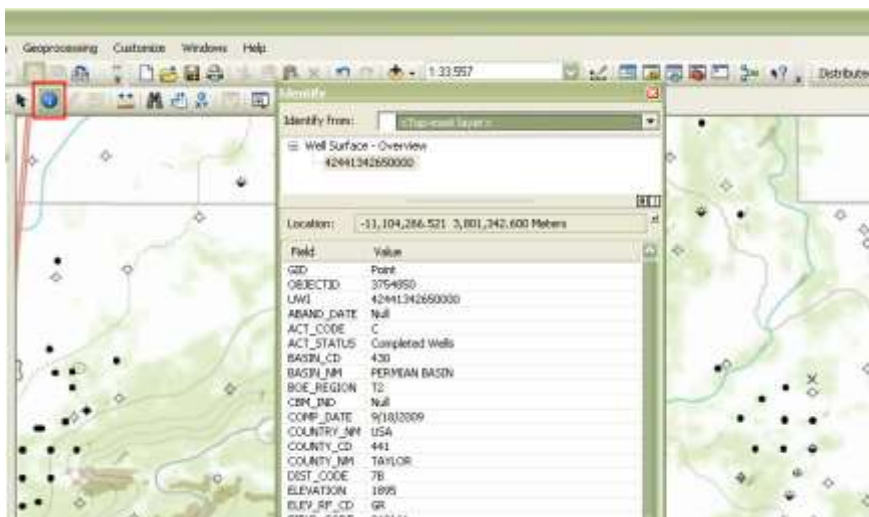 Geoprocessing Customize Windows Help
1:33,557
Distributed
Identify
Identify from: <Top-most layer>
Well Surface - Overview
42441342650000
Location: -11,104,266.521 3,801,342.600 Meters
Field Value
GID Point
OBJECTID 3754850
UWI 42441342650000
ABAND_DATE Null
ACT_CODE C
ACT_STATUS Completed Wells
BASIN_CD 430
BASIN_NM PERMIAN BASIN
BOE_REGION T2
CBM_IND Null
COMP_DATE 9/18/2009
COUNTRY_NM USA
COUNTY_CD 441
COUNTY_NM TAYLOR
DIST_CODE 7B
ELEVATION 1895
ELEV_RF_CD GR